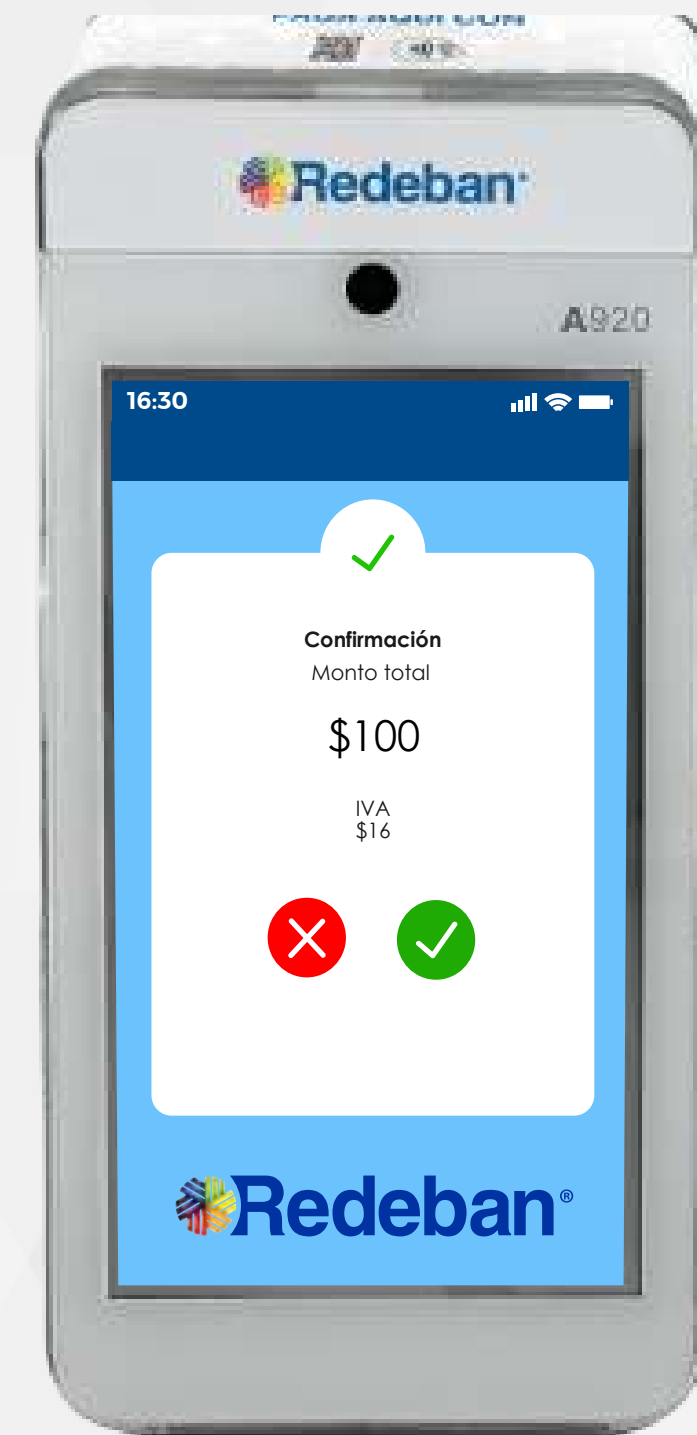 Redeban
A920
16:30
Confirmación
Monto total
$100
IVA
$16
Redeban®